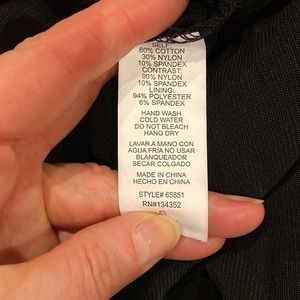 SELF:
60% COTTON
30% NYLON
10% SPANDEX
CONTRAST:
90% NYLON
10% SPANDEX
LINING:
94% POLYESTER
6% SPANDEX
HAND WASH
COLD WATER
DO NOT BLEACH
HANG DRY
LAVAR A MANO CON
AGUA FRIA NO USAR
BLANQUEADOR
SECAR COLGADO
MADE IN CHINA
HECHO EN CHINA
STYLE# 65851
RN#134352